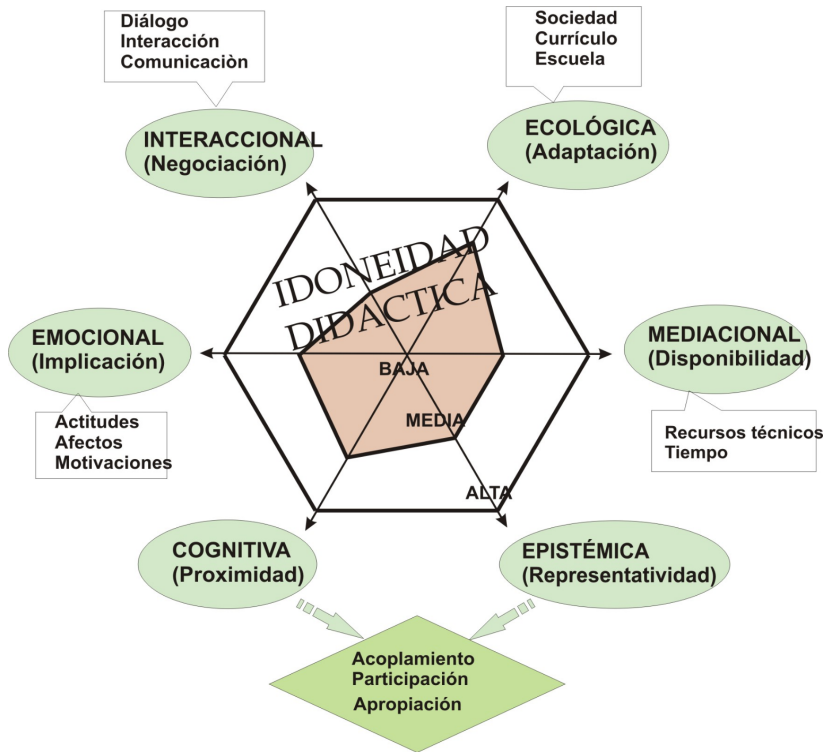 Diálogo
Interacción
Comunicaciòn
Sociedad
Currículo
Escuela
INTERACCIONAL
(Negociación)
ECOLÓGICA
(Adaptación)
IDONEIDAD
DIDACTICA
EMOCIONAL
(Implicación)
MEDIACIONAL
(Disponibilidad)
BAJA
MEDIA
ALTA
Actitudes
Afectos
Motivaciones
Recursos técnicos
Tiempo
COGNITIVA
(Proximidad)
EPISTÉMICA
(Representatividad)
Acoplamiento
Participación
Apropiación